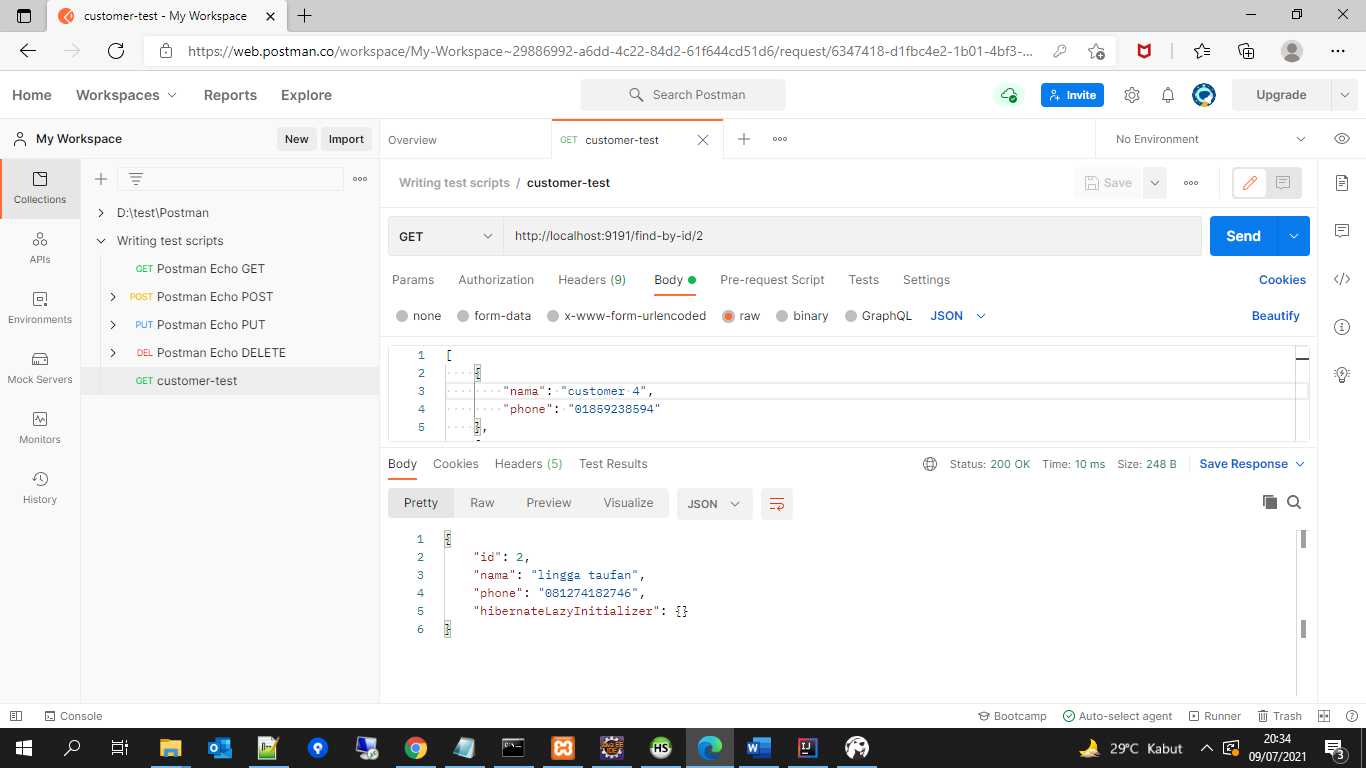 customer-test - My Workspace
https://web.postman.co/workspace/My-Workspace~29886992-a6dd-4c22-84d2-61f644cd51d6/request/6347418-d1fbc4e2-1b01-4bf3-...
Home Workspaces Reports Explore Search Postman Invite Upgrade
My Workspace New Import Overview GET customer-test No Environment
Writing test scripts / customer-test Save
Collections
APIs
Environments
Mock Servers
Monitors
History
D:\test\Postman
Writing test scripts
GET Postman Echo GET
POST Postman Echo POST
PUT Postman Echo PUT
DEL Postman Echo DELETE
GET customer-test
GET http://localhost:9191/find-by-id/2 Send
Params Authorization Headers (9) Body Pre-request Script Tests Settings Cookies
none form-data x-www-form-urlencoded raw binary GraphQL JSON Beautify
1 [
2 {
3 "nama": "customer 4",
4 "phone": "01859238594"
5 },
Body Cookies Headers (5) Test Results Status: 200 OK Time: 10 ms Size: 248 B Save Response
Pretty Raw Preview Visualize JSON
1 {
2 "id": 2,
3 "nama": "lingga taufan",
4 "phone": "081274182746",
5 "hibernateLazyInitializer": {}
6 }
Console Bootcamp Auto-select agent Runner Trash
29°C Kabut
20:34
09/07/2021
3